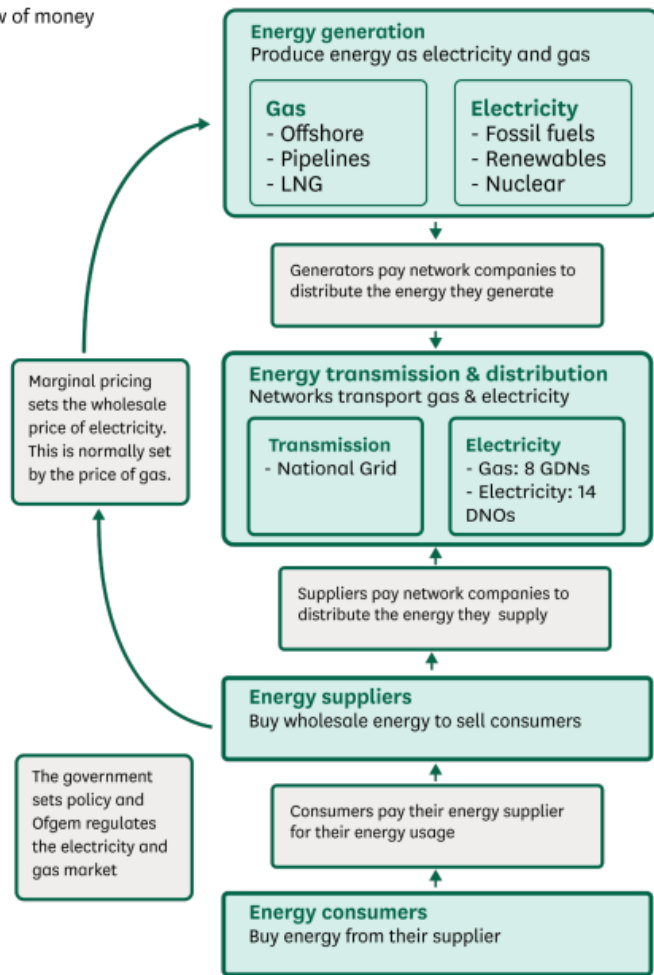 w of money
Energy generation
Produce energy as electricity and gas
Gas
- Offshore
- Pipelines
- LNG
Electricity
- Fossil fuels
- Renewables
- Nuclear
Generators pay network companies to
distribute the energy they generate
Marginal pricing
sets the wholesale
price of electricity.
This is normally set
by the price of gas.
Energy transmission & distribution
Networks transport gas & electricity
Transmission
- National Grid
Electricity
- Gas: 8 GDNs
- Electricity: 14
DNOs
Suppliers pay network companies to
distribute the energy they supply
Energy suppliers
Buy wholesale energy to sell consumers
The government
sets policy and
Ofgem regulates
the electricity and
gas market
Consumers pay their energy supplier
for their energy usage
Energy consumers
Buy energy from their supplier